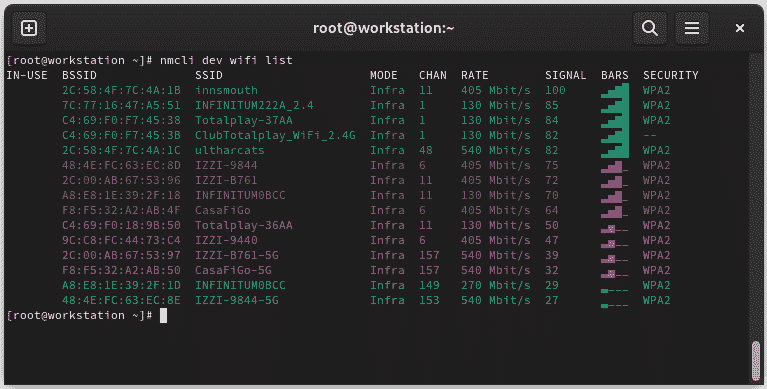 root@workstation:~
[root@workstation ~]# nmcli dev wifi list
IN-USE BSSID SSID MODE CHAN RATE SIGNAL BARS SECURITY
2C:58:4F:7C:4A:1B innsmouth Infra 11 405 Mbit/s 100 ▂▄▆█ WPA2
7C:77:16:47:A5:51 INFINITUM222A_2.4 Infra 1 130 Mbit/s 85 ▂▄▆█ WPA2
C4:69:F0:F7:45:38 Totalplay-37AA Infra 1 130 Mbit/s 84 ▂▄▆█ WPA2
C4:69:F0:F7:45:3B ClubTotalplay_WiFi_2.4G Infra 1 130 Mbit/s 82 ▂▄▆█ --
2C:58:4F:7C:4A:1C ultharcats Infra 48 540 Mbit/s 82 ▂▄▆█ WPA2
48:4E:FC:63:EC:8D IZZI-9844 Infra 6 405 Mbit/s 75 ▂▄▆_ WPA2
2C:00:AB:67:53:96 IZZI-B761 Infra 11 405 Mbit/s 72 ▂▄▆_ WPA2
A8:E8:1E:39:2F:18 INFINITUM0BCC Infra 11 130 Mbit/s 70 ▂▄▆_ WPA2
F8:F5:32:A2:AB:4F CasaFiGo Infra 6 405 Mbit/s 64 ▂▄▆_ WPA2
C4:69:F0:18:9B:50 Totalplay-36AA Infra 11 130 Mbit/s 50 ▂▄__ WPA2
9C:C8:FC:44:73:C4 IZZI-9440 Infra 6 405 Mbit/s 47 ▂▄__ WPA2
2C:00:AB:67:53:97 IZZI-B761-5G Infra 157 540 Mbit/s 39 ▂▄__ WPA2
F8:F5:32:A2:AB:50 CasaFiGo-5G Infra 157 540 Mbit/s 32 ▂▄__ WPA2
A8:E8:1E:39:2F:1D INFINITUM0BCC Infra 149 270 Mbit/s 29 ▂___ WPA2
48:4E:FC:63:EC:8E IZZI-9844-5G Infra 153 540 Mbit/s 27 ▂___ WPA2
[root@workstation ~]#